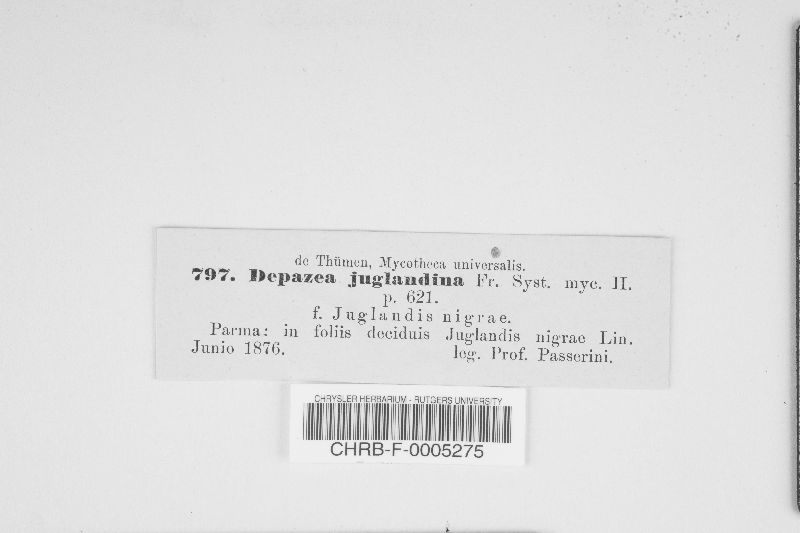 de Thümen, Mycotheca universalis.
797. Depazea juglandina Fr. Syst. myc. II.
p. 621.
f. Juglandis nigrae.
Parma: in foliis deciduis Juglandis nigrae Lin.
Junio 1876. leg. Prof. Passerini.
CHRYSLER HERBARIUM - RUTGERS UNIVERSITY
CHRB-F-0005275